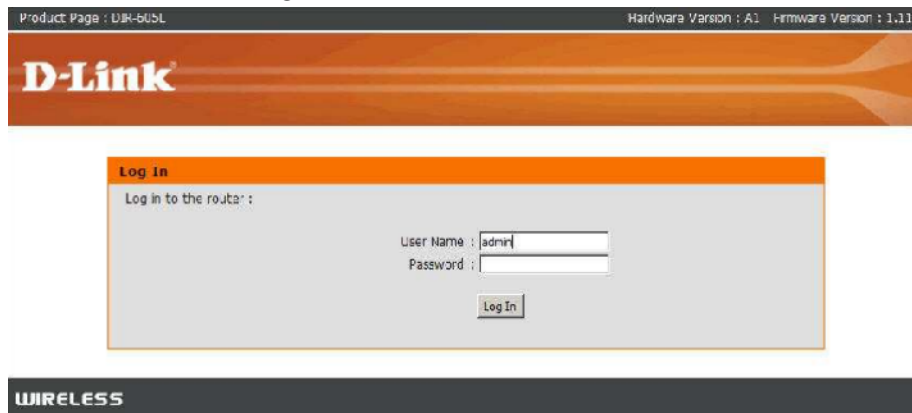 Product Page : DIR-605L Hardware Version : A1 Firmware Version : 1.11
D-Link
Log In
Log in to the router :
User Name : admin
Password :
Log In
WIRELESS